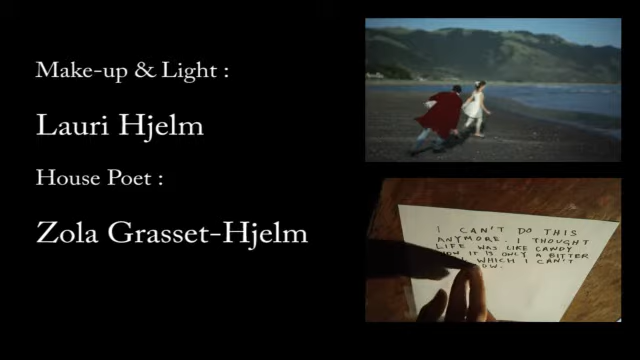 Make-up & Light :
Lauri Hjelm
House Poet :
Zola Grasset-Hjelm
I CAN'T DO THIS
ANYMORE. I THOUGHT
LIFE WAS LIKE CANDY
IT IS ONLY A BITTER
WHICH I CAN'T